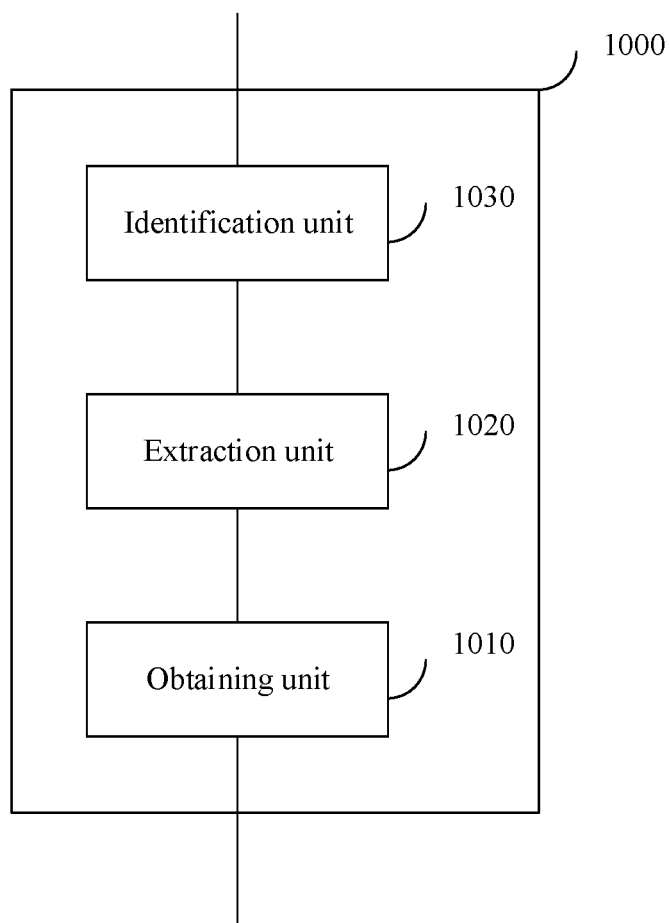 1000
Identification unit
1030
Extraction unit
1020
Obtaining unit
1010